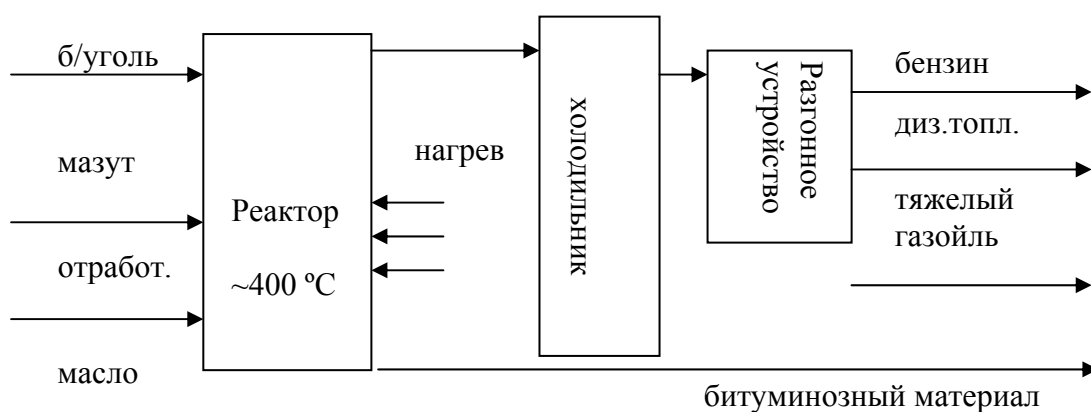 б/уголь
мазут
отработ.
масло
Реактор
~400 ºС
нагрев
холодильник
Разгонное
устройство
бензин
диз.топл.
тяжелый
газойль
битуминозный материал